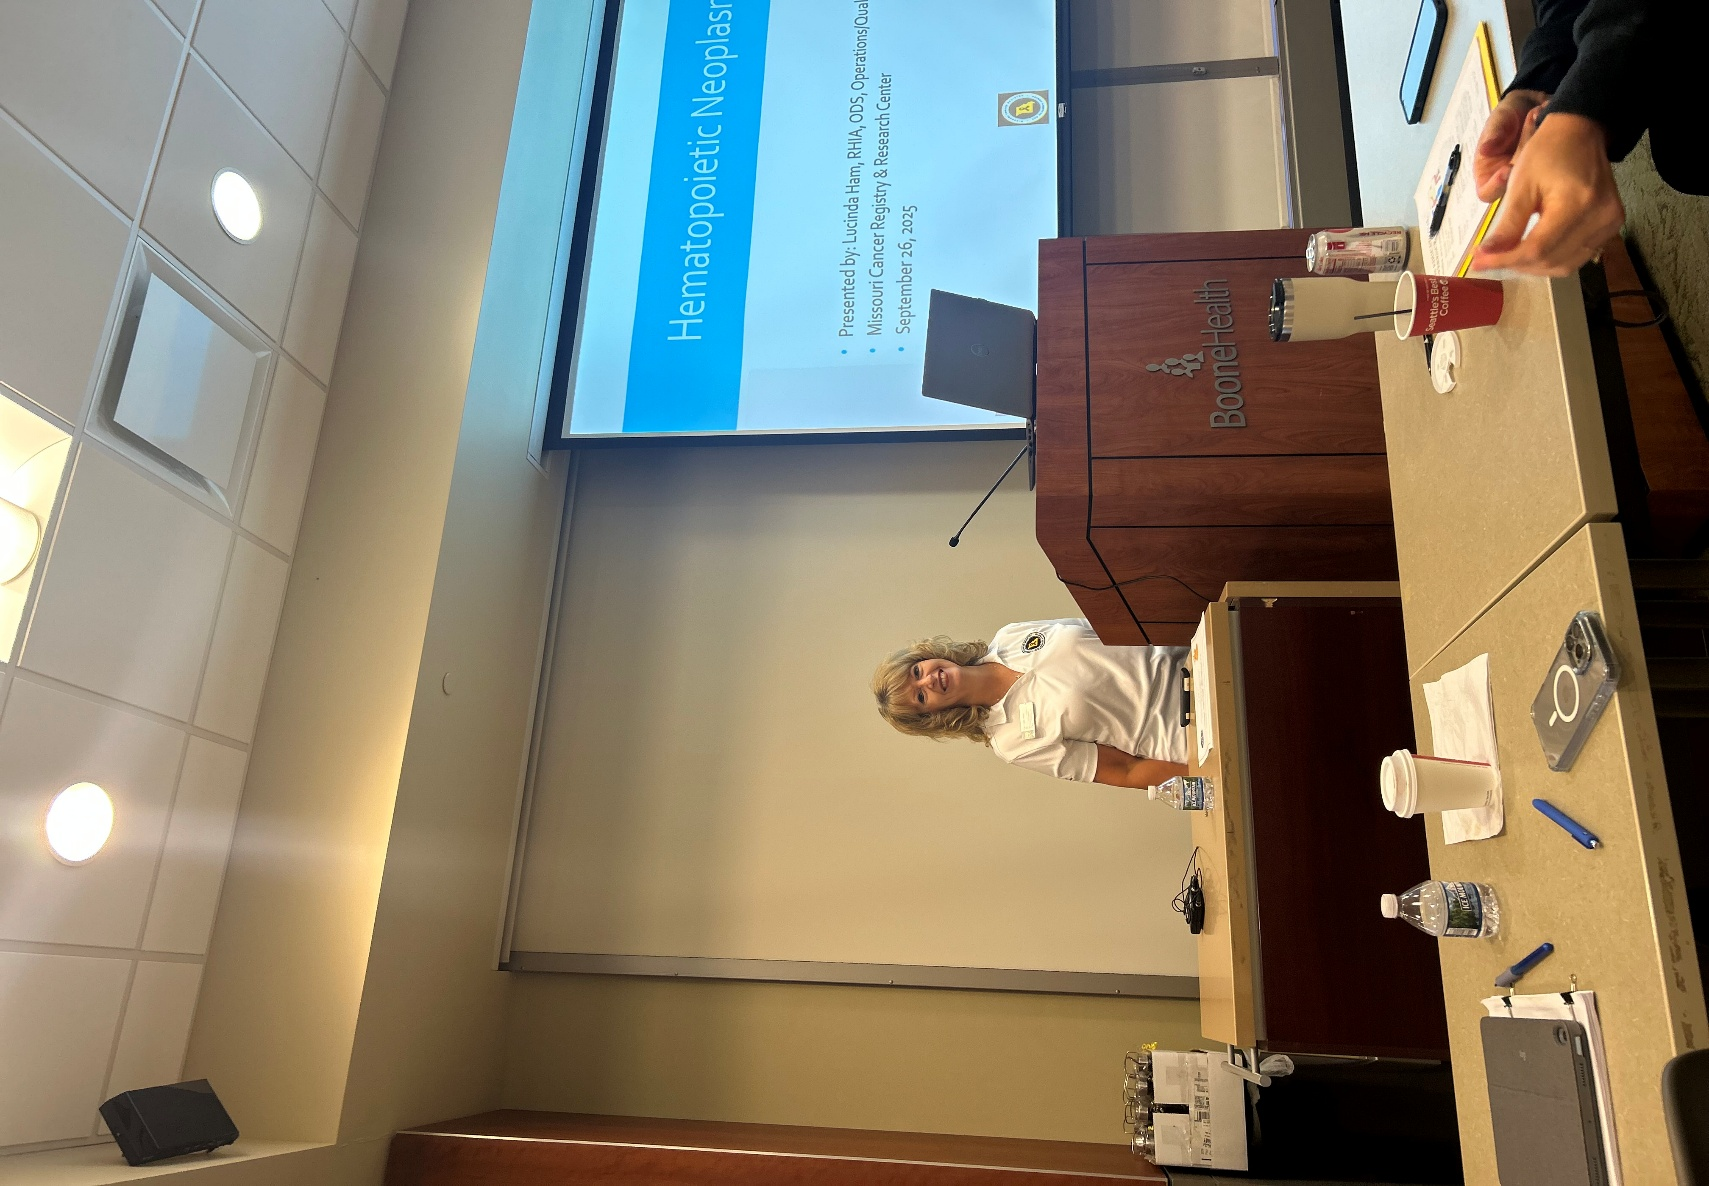 Hematopoietic Neoplasm
Presented by: Lucinda Ham, RHIA, ODS, Operations/Qual
Missouri Cancer Registry & Research Center
September 26, 2025
BooneHealth
Seattle's Best
Coffee